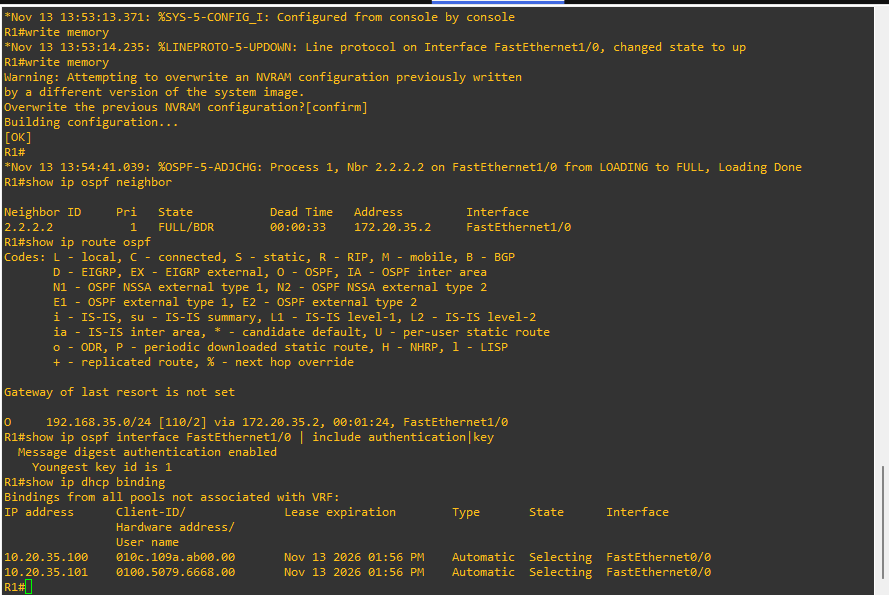 *Nov 13 13:53:13.371: %SYS-5-CONFIG_I: Configured from console by console
R1#write memory
*Nov 13 13:53:14.235: %LINEPROTO-5-UPDOWN: Line protocol on Interface FastEthernet1/0, changed state to up
R1#write memory
Warning: Attempting to overwrite an NVRAM configuration previously written
by a different version of the system image.
Overwrite the previous NVRAM configuration?[confirm]
Building configuration...
[OK]
R1#
*Nov 13 13:54:41.039: %OSPF-5-ADJCHG: Process 1, Nbr 2.2.2.2 on FastEthernet1/0 from LOADING to FULL, Loading Done
R1#show ip ospf neighbor

Neighbor ID     Pri   State           Dead Time   Address         Interface
2.2.2.2           1   FULL/BDR        00:00:33    172.20.35.2     FastEthernet1/0
R1#show ip route ospf
Codes: L - local, C - connected, S - static, R - RIP, M - mobile, B - BGP
       D - EIGRP, EX - EIGRP external, O - OSPF, IA - OSPF inter area
       N1 - OSPF NSSA external type 1, N2 - OSPF NSSA external type 2
       E1 - OSPF external type 1, E2 - OSPF external type 2
       i - IS-IS, su - IS-IS summary, L1 - IS-IS level-1, L2 - IS-IS level-2
       ia - IS-IS inter area, * - candidate default, U - per-user static route
       o - ODR, P - periodic downloaded static route, H - NHRP, l - LISP
       + - replicated route, % - next hop override

Gateway of last resort is not set

O     192.168.35.0/24 [110/2] via 172.20.35.2, 00:01:24, FastEthernet1/0
R1#show ip ospf interface FastEthernet1/0 | include authentication|key
  Message digest authentication enabled
    Youngest key id is 1
R1#show ip dhcp binding
Bindings from all pools not associated with VRF:
IP address      Client-ID/              Lease expiration        Type       State      Interface
                Hardware address/
                User name
10.20.35.100    010c.109a.ab00.00       Nov 13 2026 01:56 PM    Automatic  Selecting  FastEthernet0/0
10.20.35.101    0100.5079.6668.00       Nov 13 2026 01:56 PM    Automatic  Selecting  FastEthernet0/0
R1#